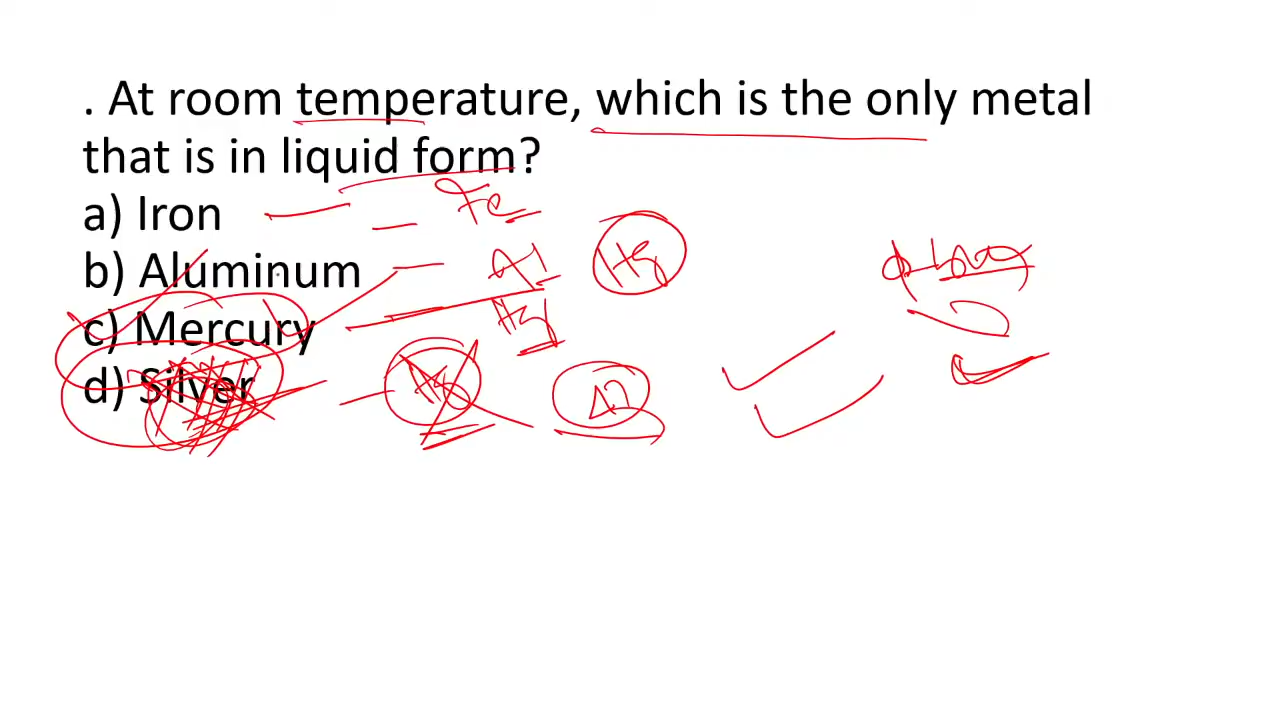 . At room temperature, which is the only metal
that is in liquid form?
a) Iron
Fe
b) Aluminum
Al
Hg
c) Mercury
Hg
d) Silver
Hg